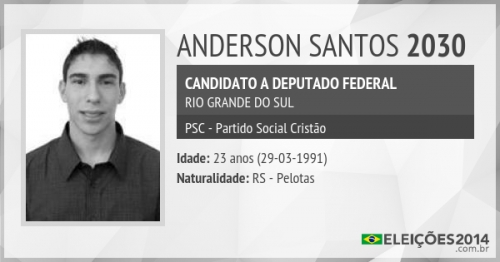 ANDERSON SANTOS 2030
CANDIDATO A DEPUTADO FEDERAL
RIO GRANDE DO SUL
PSC - Partido Social Cristão
Idade: 23 anos (29-03-1991)
Naturalidade: RS - Pelotas
ELEIÇÕES2014
.com.br